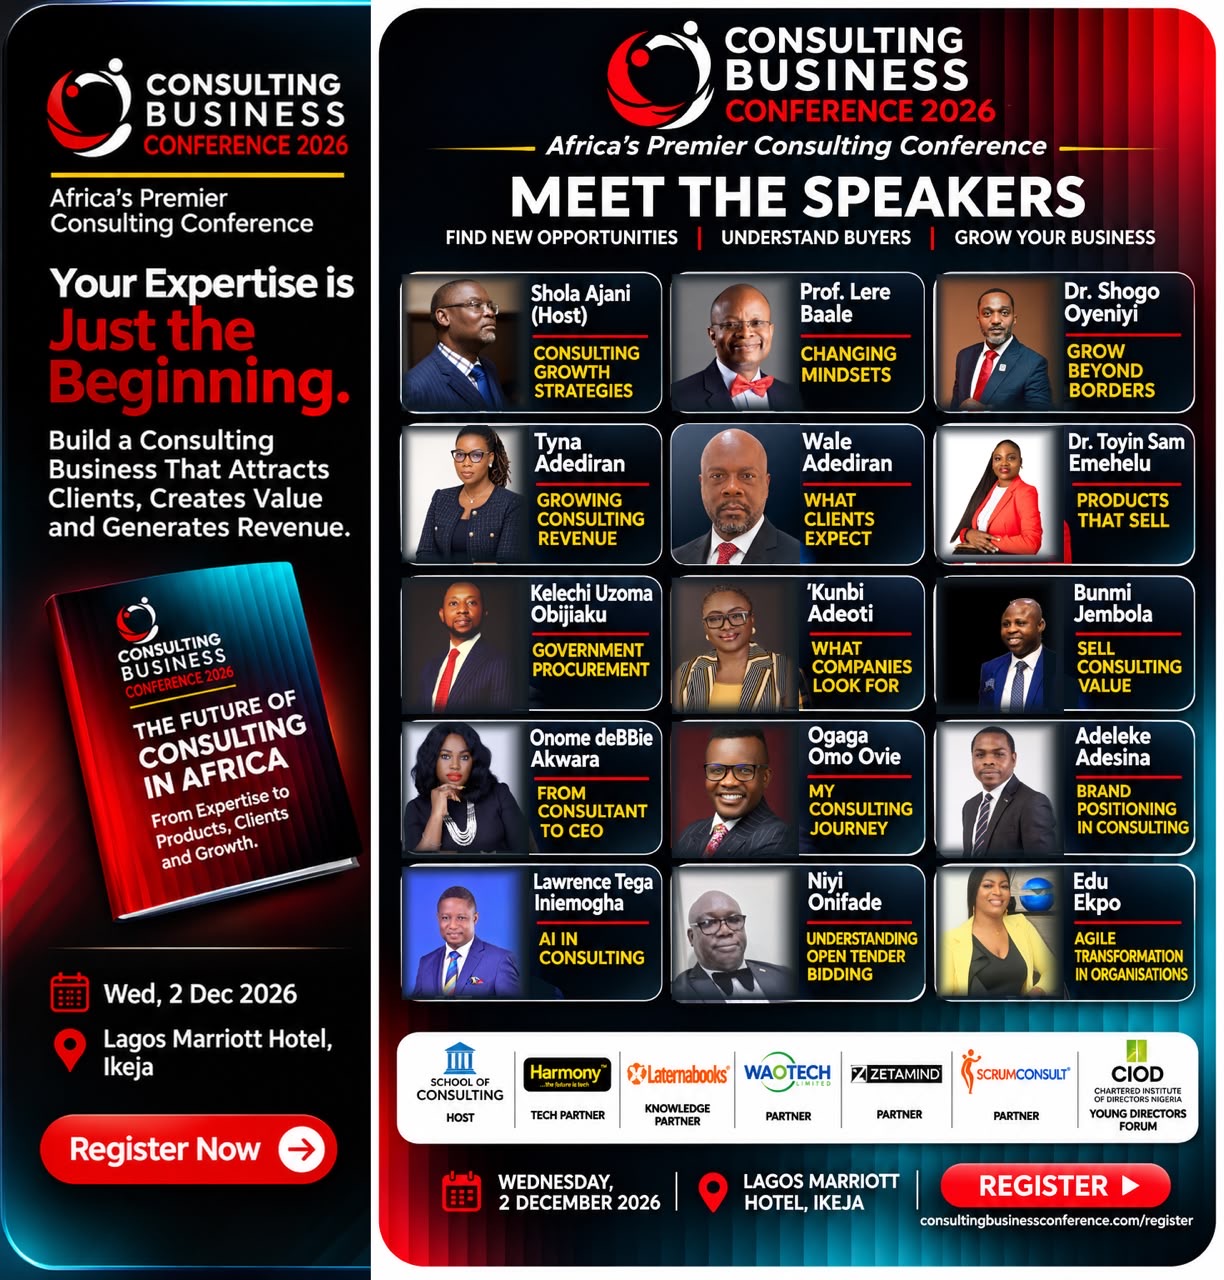 CONSULTING
BUSINESS
CONFERENCE 2026
Africa's Premier
Consulting Conference
Your Expertise is
Just the
Beginning.
Build a Consulting
Business That Attracts
Clients, Creates Value
and Generates Revenue.
CONSULTING
BUSINESS
CONFERENCE 2026
THE FUTURE OF
CONSULTING
IN AFRICA
From Expertise to
Products, Clients
and Growth.
Wed, 2 Dec 2026
Lagos Marriott Hotel,
Ikeja
Register Now
CONSULTING
BUSINESS
CONFERENCE 2026
Africa's Premier Consulting Conference
MEET THE SPEAKERS
FIND NEW OPPORTUNITIES | UNDERSTAND BUYERS | GROW YOUR BUSINESS
Shola Ajani
(Host)
CONSULTING
GROWTH
STRATEGIES
Prof. Lere
Baale
CHANGING
MINDSETS
Dr. Shogo
Oyeniyi
GROW
BEYOND
BORDERS
Tyna
Adediran
GROWING
CONSULTING
REVENUE
Wale
Adediran
WHAT
CLIENTS
EXPECT
Dr. Toyin Sam
Emehelu
PRODUCTS
THAT SELL
Kelechi Uzoma
Obijiaku
GOVERNMENT
PROCUREMENT
'Kunbi
Adeoti
WHAT
COMPANIES
LOOK FOR
Bunmi
Jembola
SELL
CONSULTING
VALUE
Onome deBBie
Akwara
FROM
CONSULTANT
TO CEO
Ogaga
Omo Ovie
MY
CONSULTING
JOURNEY
Adeleke
Adesina
BRAND
POSITIONING
IN CONSULTING
Lawrence Tega
Iniemogha
AI IN
CONSULTING
Niyi
Onifade
UNDERSTANDING
OPEN TENDER
BIDDING
Edu
Ekpo
AGILE
TRANSFORMATION
IN ORGANISATIONS
SCHOOL OF
CONSULTING
HOST
Harmony™
...the future is tech
TECH PARTNER
Laternabooks®
KNOWLEDGE
PARTNER
WAOTECH
LIMITED
PARTNER
ZETAMIND
PARTNER
SCRUMCONSULT®
PARTNER
CIOD
CHARTERED INSTITUTE
OF DIRECTORS NIGERIA
YOUNG DIRECTORS
FORUM
WEDNESDAY,
2 DECEMBER 2026
LAGOS MARRIOTT
HOTEL, IKEJA
REGISTER
consultingbusinessconference.com/register